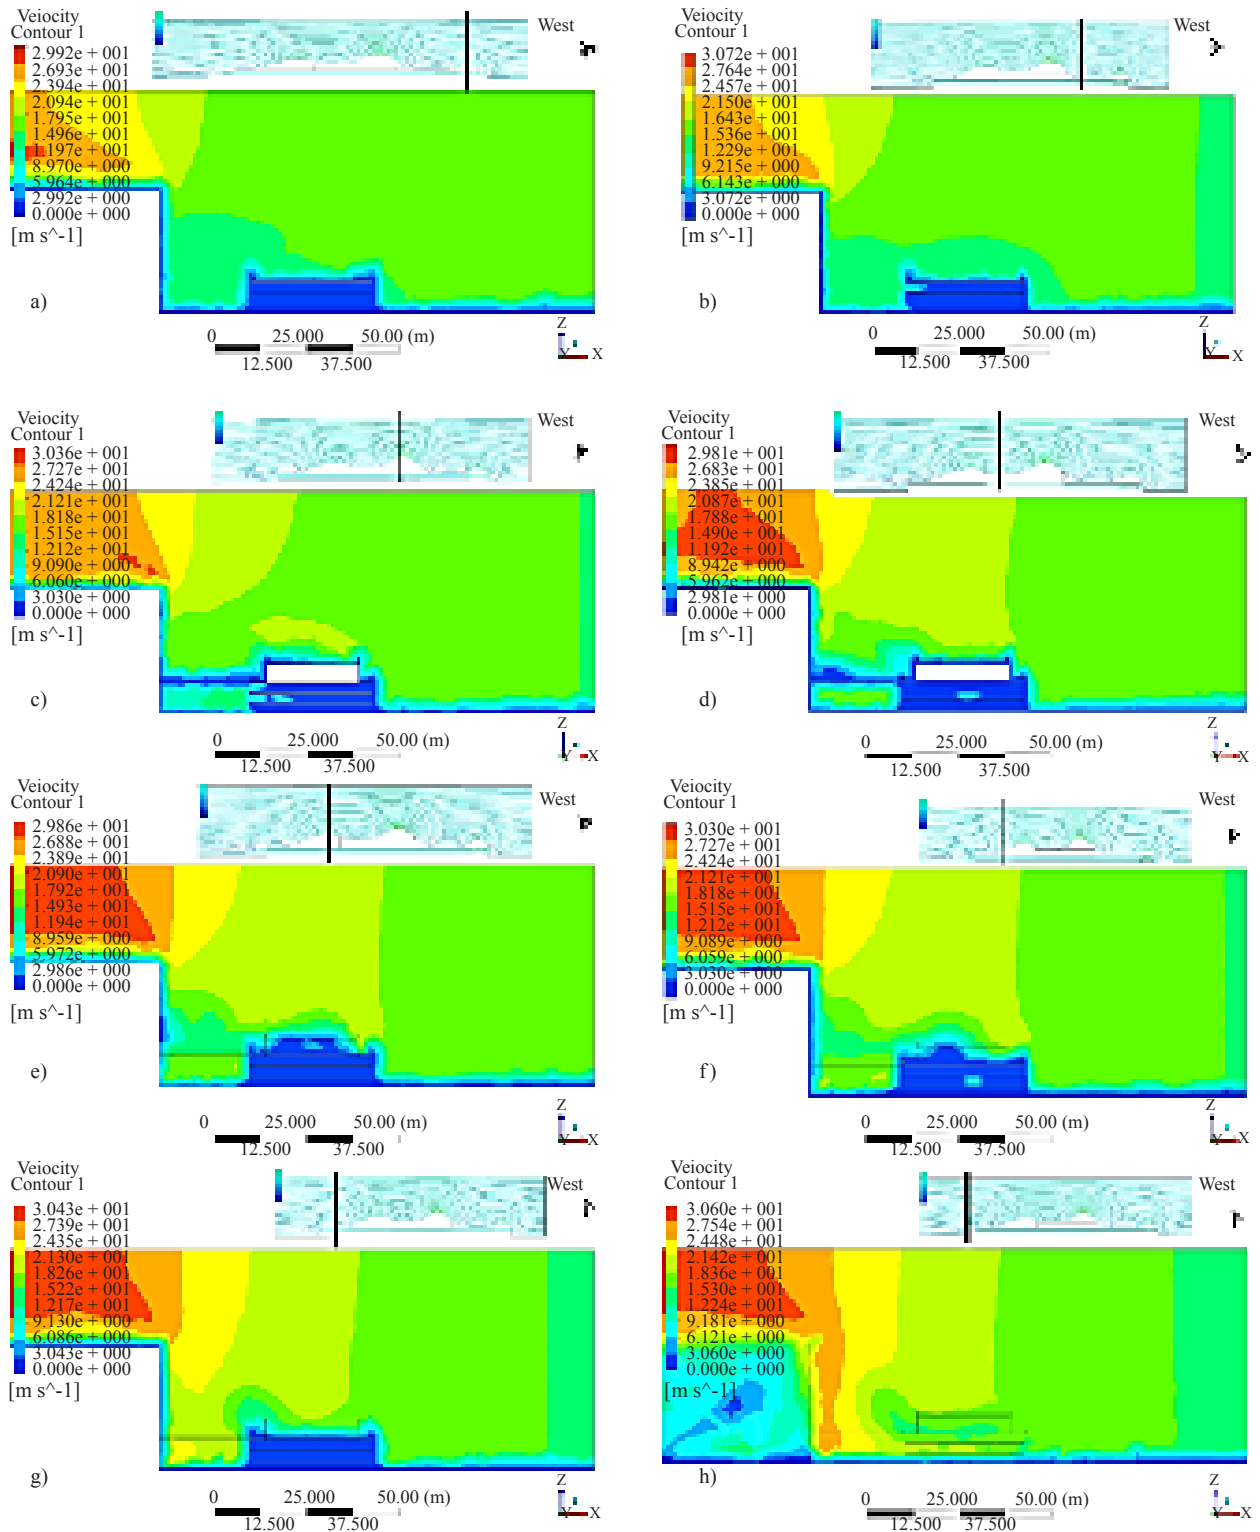 Veiocity
Contour 1
2.992e + 001
2.693e + 001
2.394e + 001
2.094e + 001
1.795e + 001
1.496e + 001
1.197e + 001
8.970e + 000
5.964e + 000
2.992e + 000
0.000e + 000
[m s^-1]
West
a)
0 25.000 50.00 (m)
12.500 37.500
Z
Y X
Veiocity
Contour 1
3.072e + 001
2.764e + 001
2.457e + 001
2.150e + 001
1.643e + 001
1.536e + 001
1.229e + 001
9.215e + 000
6.143e + 000
3.072e + 000
0.000e + 000
[m s^-1]
West
b)
0 25.000 50.00 (m)
12.500 37.500
Z
Y X
Veiocity
Contour 1
3.036e + 001
2.727e + 001
2.424e + 001
2.121e + 001
1.818e + 001
1.515e + 001
1.212e + 001
9.090e + 000
6.060e + 000
3.030e + 000
0.000e + 000
[m s^-1]
West
c)
0 25.000 50.00 (m)
12.500 37.500
Z
Y X
Veiocity
Contour 1
2.981e + 001
2.683e + 001
2.385e + 001
2.087e + 001
1.788e + 001
1.490e + 001
1.192e + 001
8.942e + 000
5.962e + 000
2.981e + 000
0.000e + 000
[m s^-1]
West
d)
0 25.000 50.00 (m)
12.500 37.500
Z
Y X
Veiocity
Contour 1
2.986e + 001
2.688e + 001
2.389e + 001
2.090e + 001
1.792e + 001
1.493e + 001
1.194e + 001
8.959e + 000
5.972e + 000
2.986e + 000
0.000e + 000
[m s^-1]
West
e)
0 25.000 50.00 (m)
12.500 37.500
Z
Y X
Veiocity
Contour 1
3.030e + 001
2.727e + 001
2.424e + 001
2.121e + 001
1.818e + 001
1.515e + 001
1.212e + 001
9.089e + 000
6.059e + 000
3.030e + 000
0.000e + 000
[m s^-1]
West
f)
0 25.000 50.00 (m)
12.500 37.500
Z
Y X
Veiocity
Contour 1
3.043e + 001
2.739e + 001
2.435e + 001
2.130e + 001
1.826e + 001
1.522e + 001
1.217e + 001
9.130e + 000
6.086e + 000
3.043e + 000
0.000e + 000
[m s^-1]
West
g)
0 25.000 50.00 (m)
12.500 37.500
Z
Y X
Veiocity
Contour 1
3.060e + 001
2.754e + 001
2.448e + 001
2.142e + 001
1.836e + 001
1.530e + 001
1.224e + 001
9.181e + 000
6.121e + 000
3.060e + 000
0.000e + 000
[m s^-1]
West
h)
0 25.000 50.00 (m)
12.500 37.500
Z
Y X